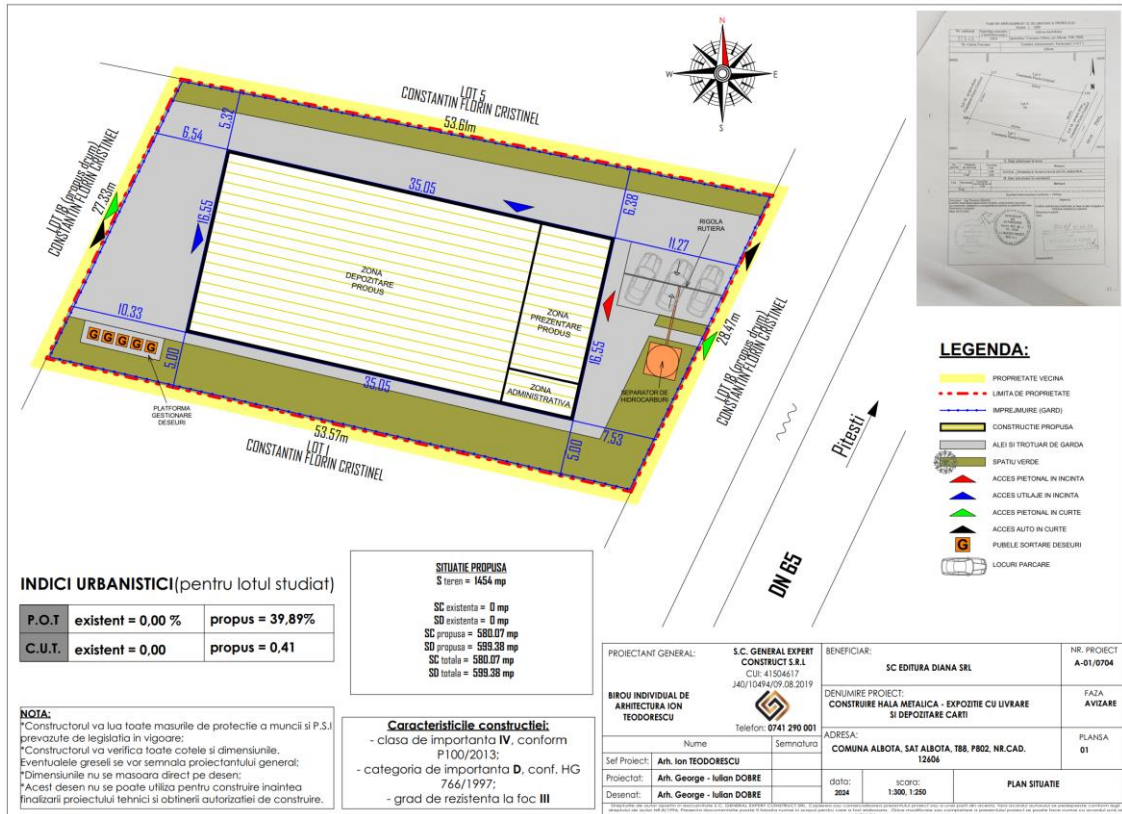 LOT 5
CONSTANTIN FLORIN CRISTINEL
53.61m
N
W
E
S
LOT 18 (propus drum)
CONSTANTIN FLORIN CRISTINEL
27.33m
6.54
5.32
35.05
6.38
16.55
RIGOLA
RUTIERA
11.27
ZONA
DEPOZITARE
PRODUS
ZONA
PREZENTARE
PRODUS
ZONA
ADMINISTRATIVA
16.55
28.47m
LOT 18 (propus drum)
CONSTANTIN FLORIN CRISTINEL
SEPARATOR DE
HIDROCARBURI
10.33
G G G G G
5.00
PLATFORMA
GESTIONARE
DESEURI
35.05
7.53
5.00
53.57m
LOT 1
CONSTANTIN FLORIN CRISTINEL
Pitesti
DN 65
LEGENDA:
PROPRIETATE VECINA
LIMITA DE PROPRIETATE
IMPREJMUIRE (GARD)
CONSTRUCTIE PROPUSA
ALEI SI TROTUAR DE GARDA
SPATIU VERDE
ACCES PIETONAL IN INCINTA
ACCES UTILAJE IN INCINTA
ACCES PIETONAL IN CURTE
ACCES AUTO IN CURTE
G PUBELE SORTARE DESEURI
LOCURI PARCARE
INDICI URBANISTICI(pentru lotul studiat)
P.O.T existent = 0,00 % propus = 39,89%
C.U.T. existent = 0,00 propus = 0,41
SITUATIE PROPUSA
S teren = 1454 mp
SC existenta = 0 mp
SD existenta = 0 mp
SC propusa = 580.07 mp
SD propusa = 599.38 mp
SC totala = 580.07 mp
SD totala = 599.38 mp
NOTA:
*Constructorul va lua toate masurile de protectie a muncii si P.S.I
prevazute de legislatia in vigoare;
*Constructorul va verifica toate cotele si dimensiunile.
Eventualele greseli se vor semnala proiectantului general;
*Dimensiunile nu se masoara direct pe desen;
*Acest desen nu se poate utiliza pentru construire inaintea
finalizarii proiectului tehnici si obtinerii autorizatiei de construire.
Caracteristicile constructiei:
- clasa de importanta IV, conform
P100/2013;
- categoria de importanta D, conf. HG
766/1997;
- grad de rezistenta la foc III
PROIECTANT GENERAL:
S.C. GENERAL EXPERT
CONSTRUCT S.R.L
CUI: 41504617
J40/10494/09.08.2019
BIROU INDIVIDUAL DE
ARHITECTURA ION
TEODORESCU
Telefon: 0741 290 001
BENEFICIAR:
SC EDITURA DIANA SRL
NR. PROIECT
A-01/0704
DENUMIRE PROIECT:
CONSTRUIRE HALA METALICA - EXPOZITIE CU LIVRARE
SI DEPOZITARE CARTI
FAZA
AVIZARE
ADRESA:
COMUNA ALBOTA, SAT ALBOTA, T88, P802, NR.CAD.
12606
PLANSA
01
Nume Semnatura
Sef Proiect: Arh. Ion TEODORESCU
Proiectat: Arh. George - Iulian DOBRE
Desenat: Arh. George - Iulian DOBRE
data:
2024
scara:
1:300, 1:250
PLAN SITUATIE